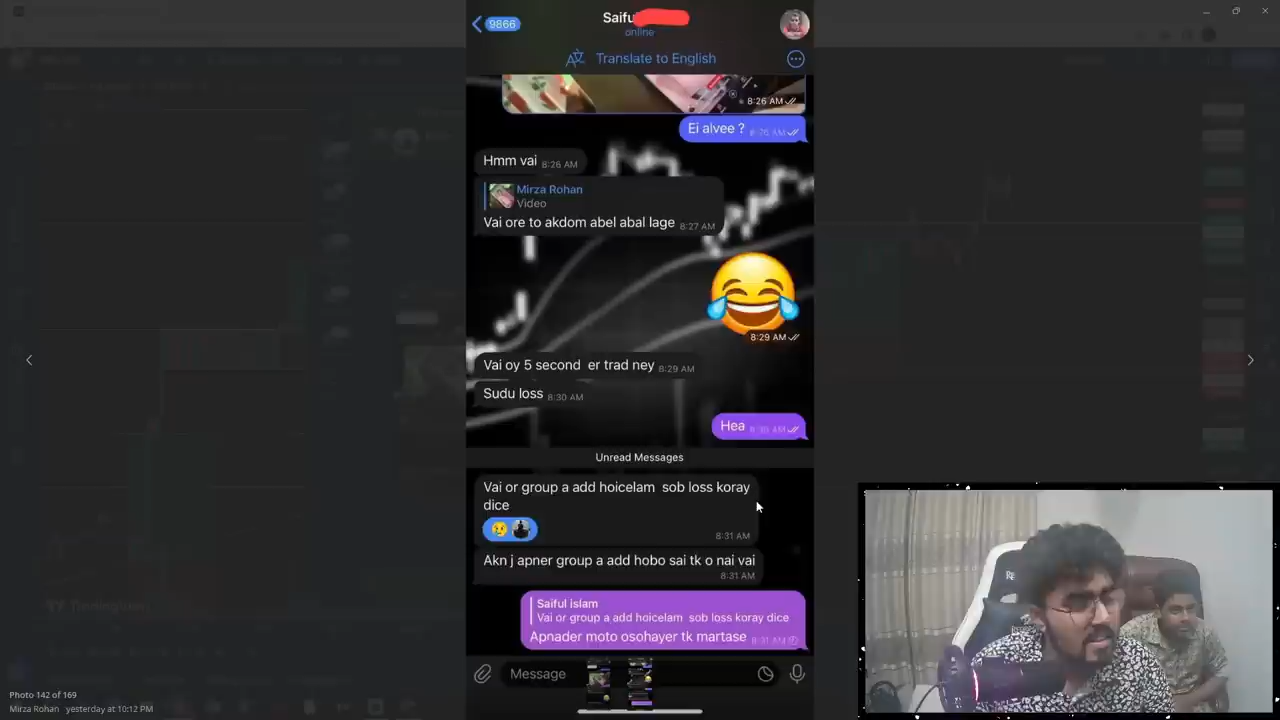 9866
Saifu
online
Translate to English
8:26 AM
Ei alvee ?
Hmm vai 8:26 AM
Mirza Rohan
Video
Vai ore to akdom abel abal lage 8:27 AM
8:29 AM
Vai oy 5 second er trad ney 8:29 AM
Sudu loss 8:30 AM
Hea
Unread Messages
Vai or group a add hoicelam sob loss koray
dice
8:31 AM
Akn j apner group a add hobo sai tk o nai vai
8:31 AM
Saiful islam
Vai or group a add hoicelam sob loss koray dice
Apnader moto osohayer tk martase 8:31 AM
Message
Photo 142 of 169
Mirza Rohan yesterday at 10:12 PM